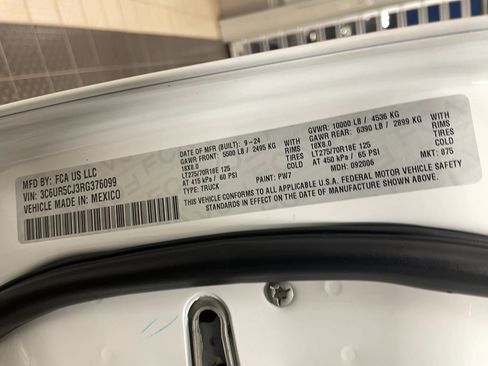 MFD BY: FCA US LLC
VIN: 3C6UR5CJ3RG376099
VEHICLE MADE IN: MEXICO
DATE OF MFR (BUILT): 9-24
GAWR FRONT: 5500 LB / 2495 KG
18X8.0 RIMS
LT275/70R18E 125 TIRES
AT 415 kPa / 60 PSI COLD
TYPE: TRUCK
GVWR: 10000 LB / 4536 KG
GAWR REAR: 6390 LB / 2899 KG WITH
18X8.0 RIMS
LT275/70R18E 125 TIRES
AT 450 kPa / 65 PSI COLD
MDH: 092008 MKT: 875
PAINT: PW7
THIS VEHICLE CONFORMS TO ALL APPLICABLE U.S.A. FEDERAL MOTOR VEHICLE
SAFETY STANDARDS IN EFFECT ON THE DATE OF MANUFACTURE SHOWN ABOVE.